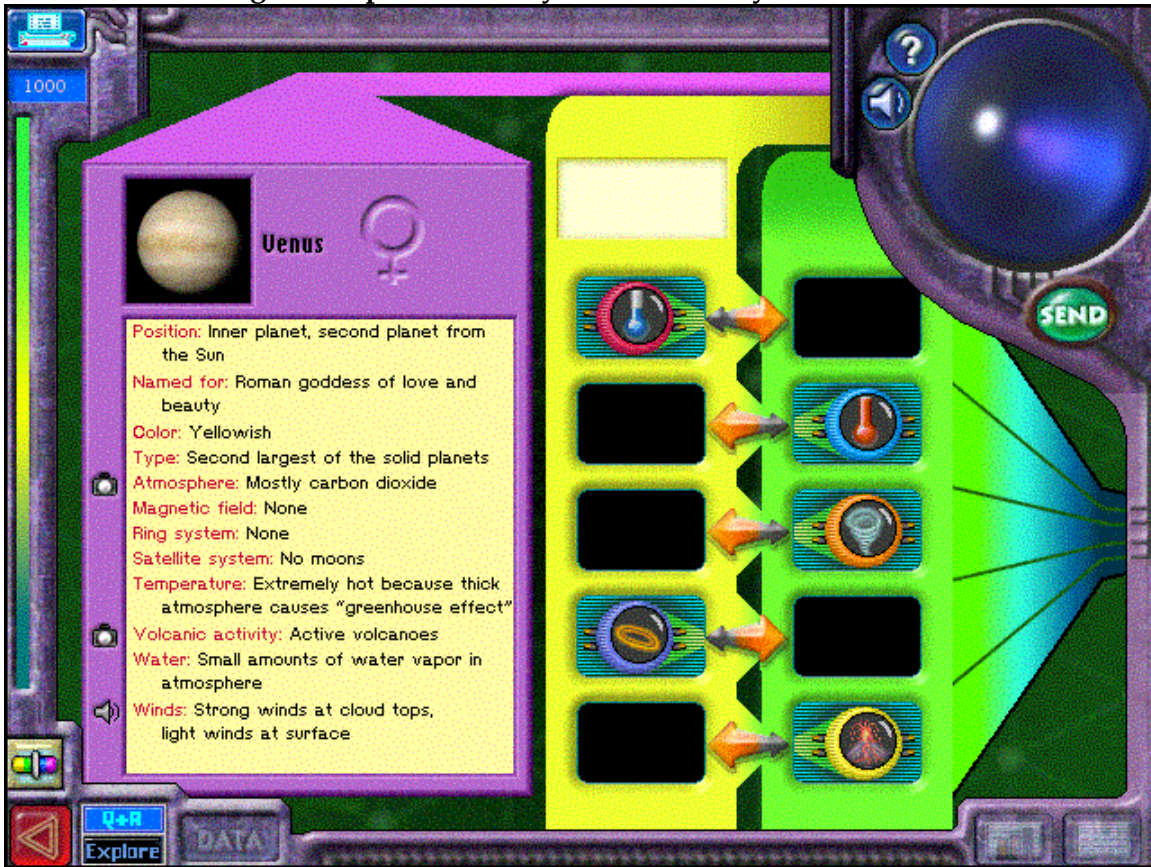 1000
?
Venus
SEND
Position: Inner planet, second planet from
the Sun
Named for: Roman goddess of love and
beauty
Color: Yellowish
Type: Second largest of the solid planets
Atmosphere: Mostly carbon dioxide
Magnetic field: None
Ring system: None
Satellite system: No moons
Temperature: Extremely hot because thick
atmosphere causes "greenhouse effect"
Volcanic activity: Active volcanoes
Water: Small amounts of water vapor in
atmosphere
Winds: Strong winds at cloud tops,
light winds at surface
Q+A
Explore
DATA